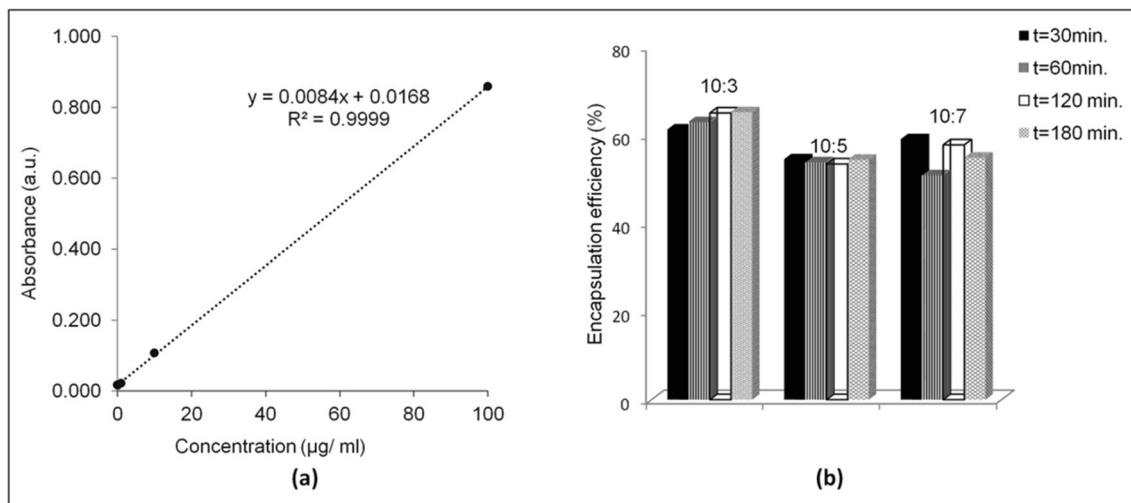 1.000
0.800
0.600
0.400
0.200
0.000
Absorbance (a.u.)
y = 0.0084x + 0.0168
R² = 0.9999
0 20 40 60 80 100
Concentration (µg/ ml)
(a)
80
60
40
20
0
Encapsulation efficiency (%)
10:3
10:5
10:7
t=30min.
t=60min.
t=120 min.
t=180 min.
(b)